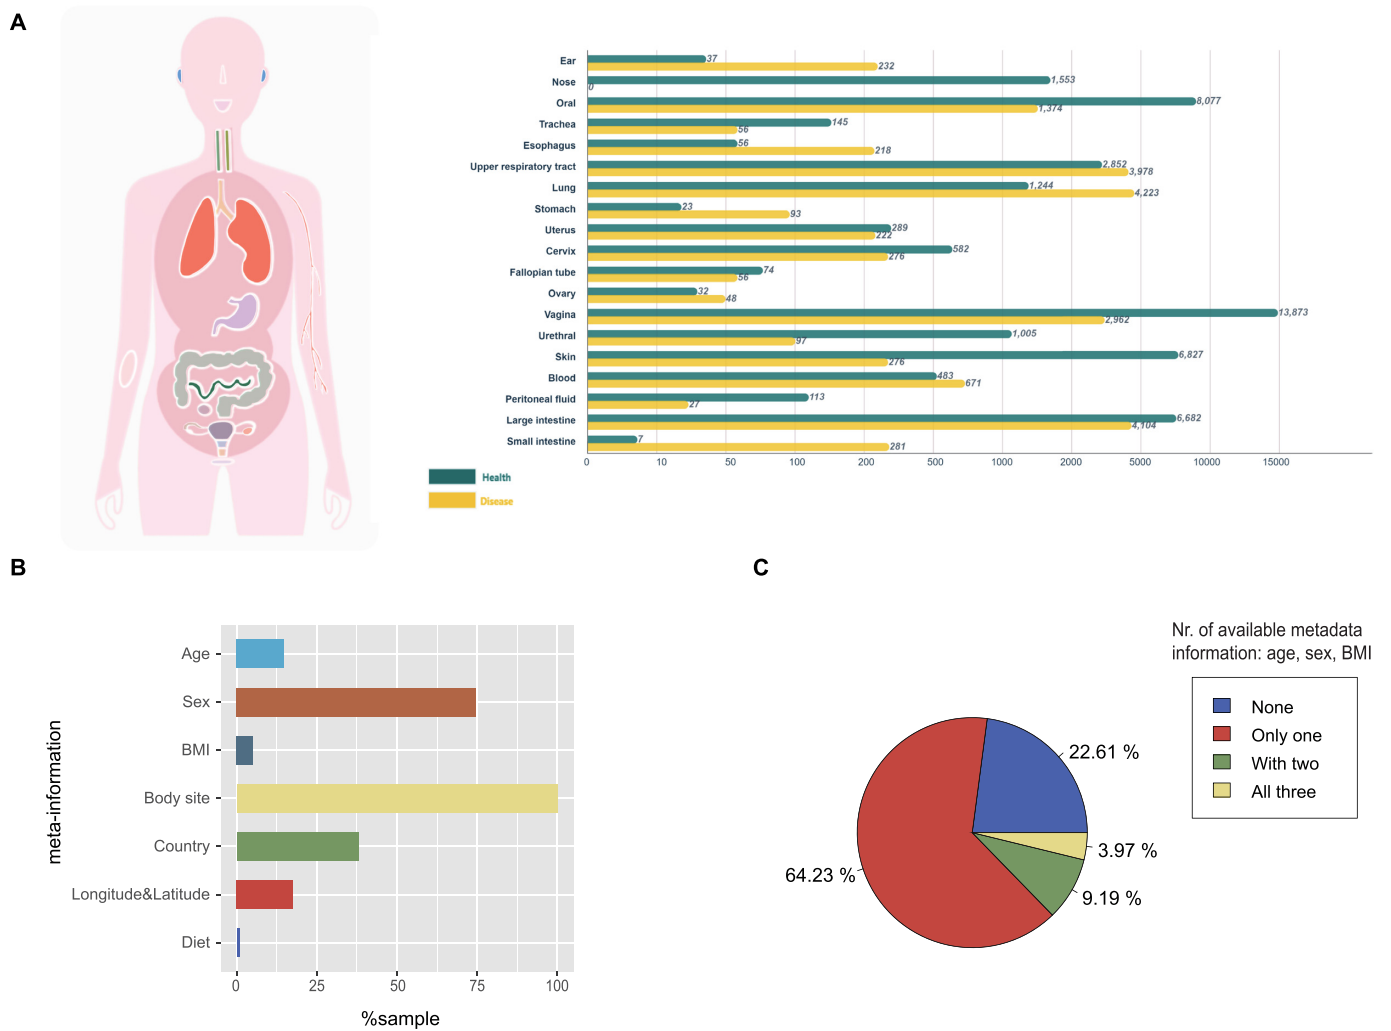 A
Ear 37 232
Nose 1,553 0
Oral 8,077 1,374
Trachea 145 56
Esophagus 56 218
Upper respiratory tract 2,852 3,978
Lung 1,244 4,223
Stomach 23 93
Uterus 289 222
Cervix 582 276
Fallopian tube 74 56
Ovary 32 48
Vagina 13,873 2,962
Urethral 1,005 97
Skin 6,827 276
Blood 483 671
Peritoneal fluid 113 27
Large intestine 6,682 4,104
Small intestine 7 281
0 10 50 100 200 500 1000 2000 5000 10000 15000
Health
Disease
B
meta-information
Age
Sex
BMI
Body site
Country
Longitude&Latitude
Diet
0 25 50 75 100
%sample
C
Nr. of available metadata
information: age, sex, BMI
None
Only one
With two
All three
22.61 %
3.97 %
9.19 %
64.23 %